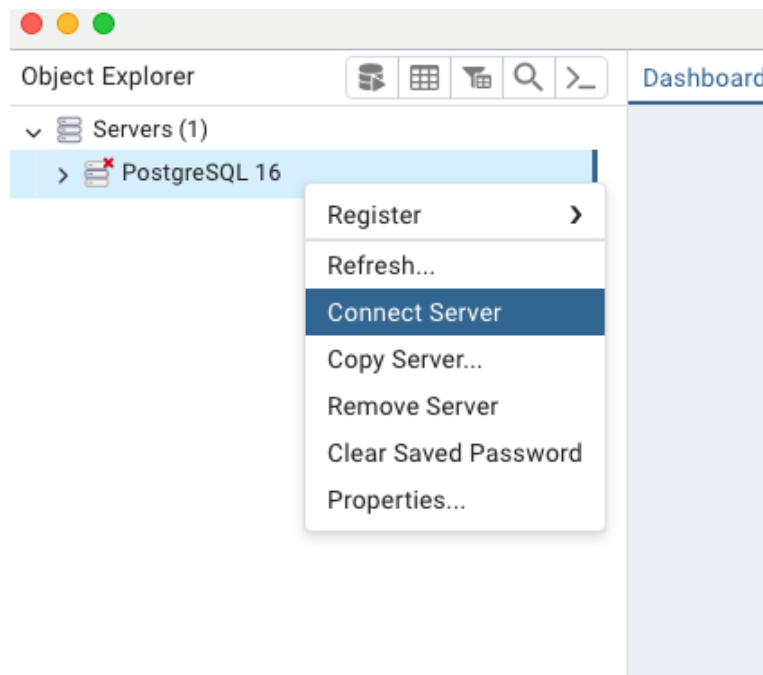 Object Explorer
Dashboard
Servers (1)
PostgreSQL 16
Register
Refresh...
Connect Server
Copy Server...
Remove Server
Clear Saved Password
Properties...